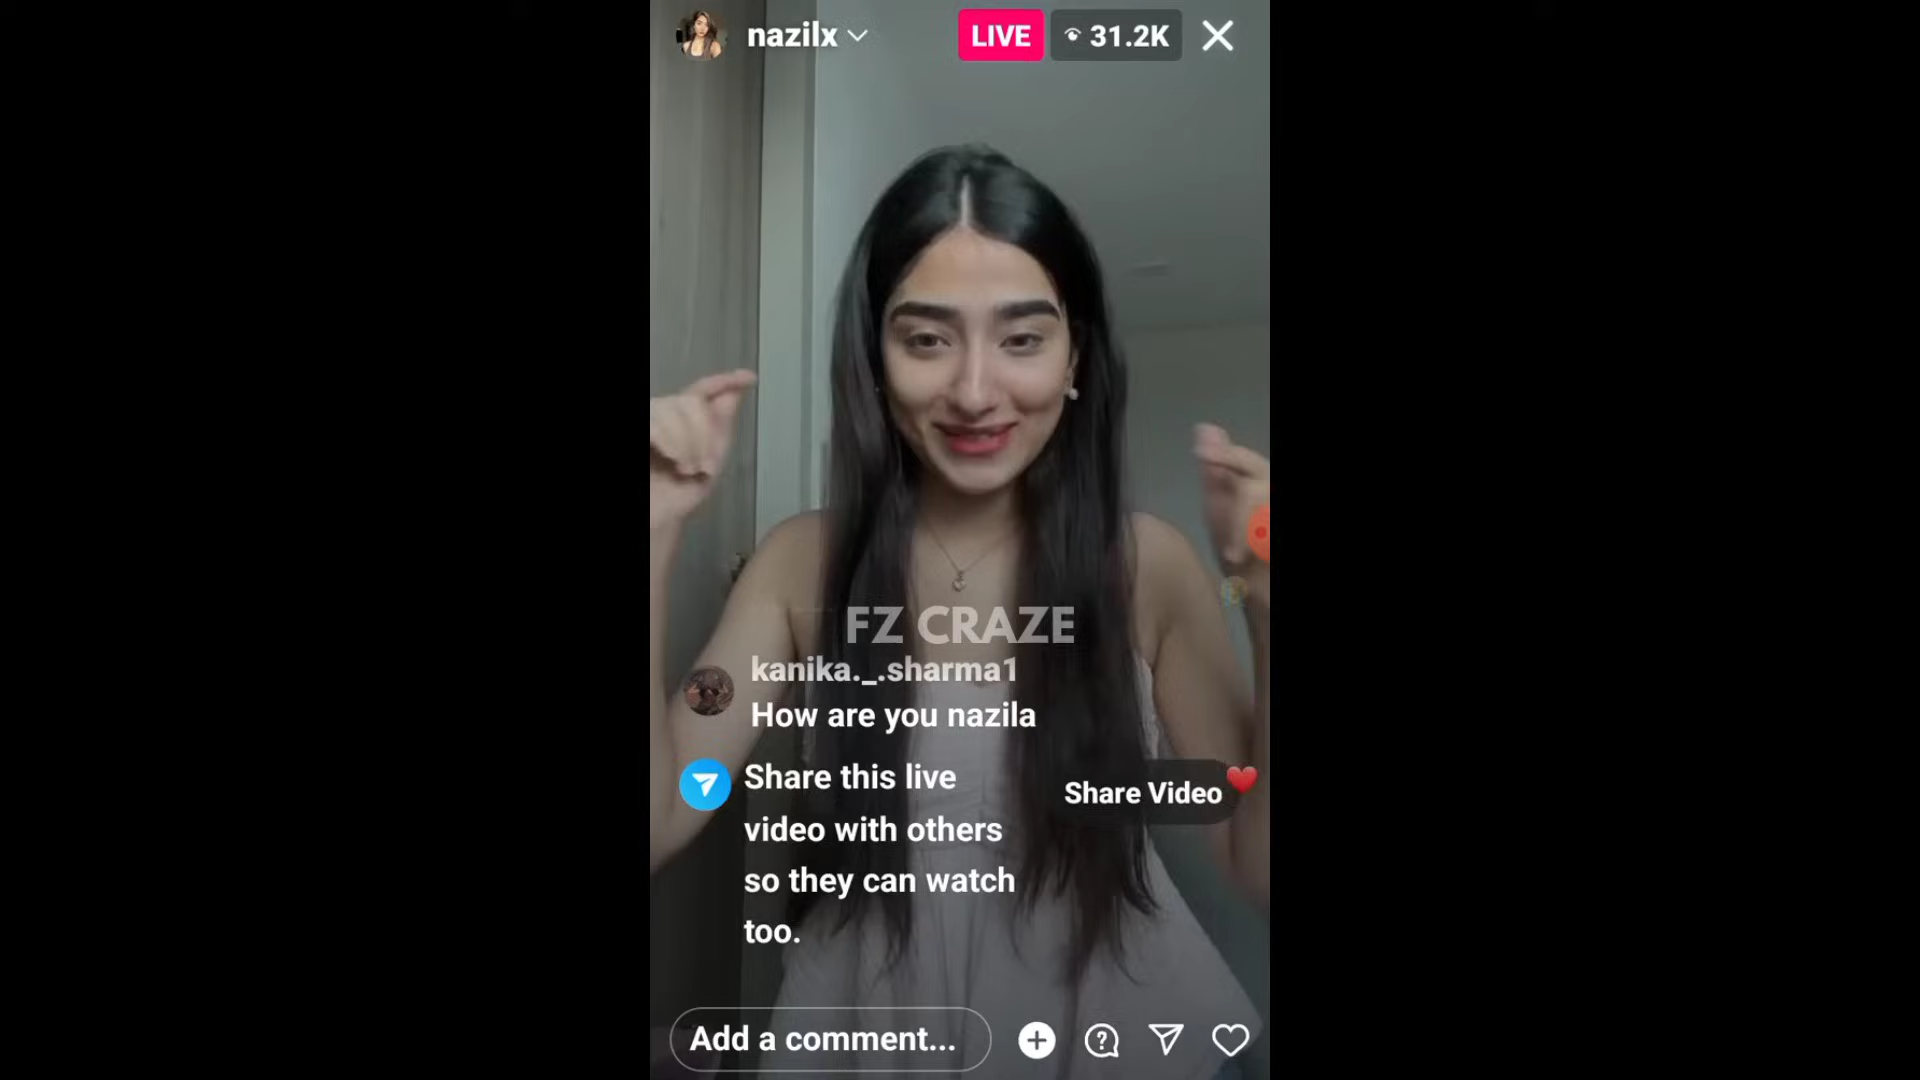 nazilx
LIVE
31.2K
FZ CRAZE
kanika._.sharma1
How are you nazila
Share this live
video with others
so they can watch
too.
Share Video
Add a comment...